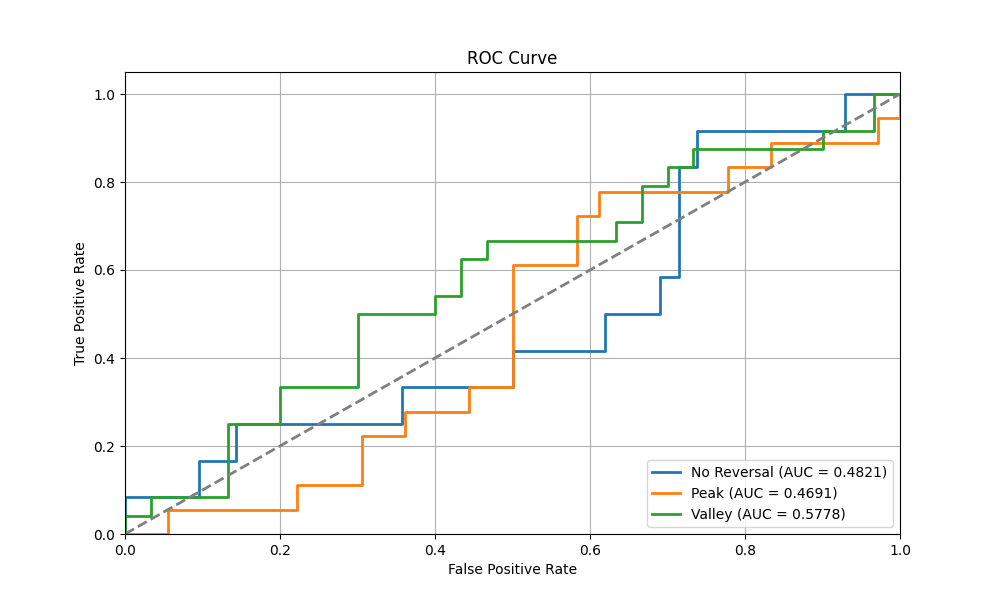 ROC Curve
True Positive Rate
1.0
0.8
0.6
0.4
0.2
0.0
0.0 0.2 0.4 0.6 0.8 1.0
False Positive Rate
No Reversal (AUC = 0.4821)
Peak (AUC = 0.4691)
Valley (AUC = 0.5778)